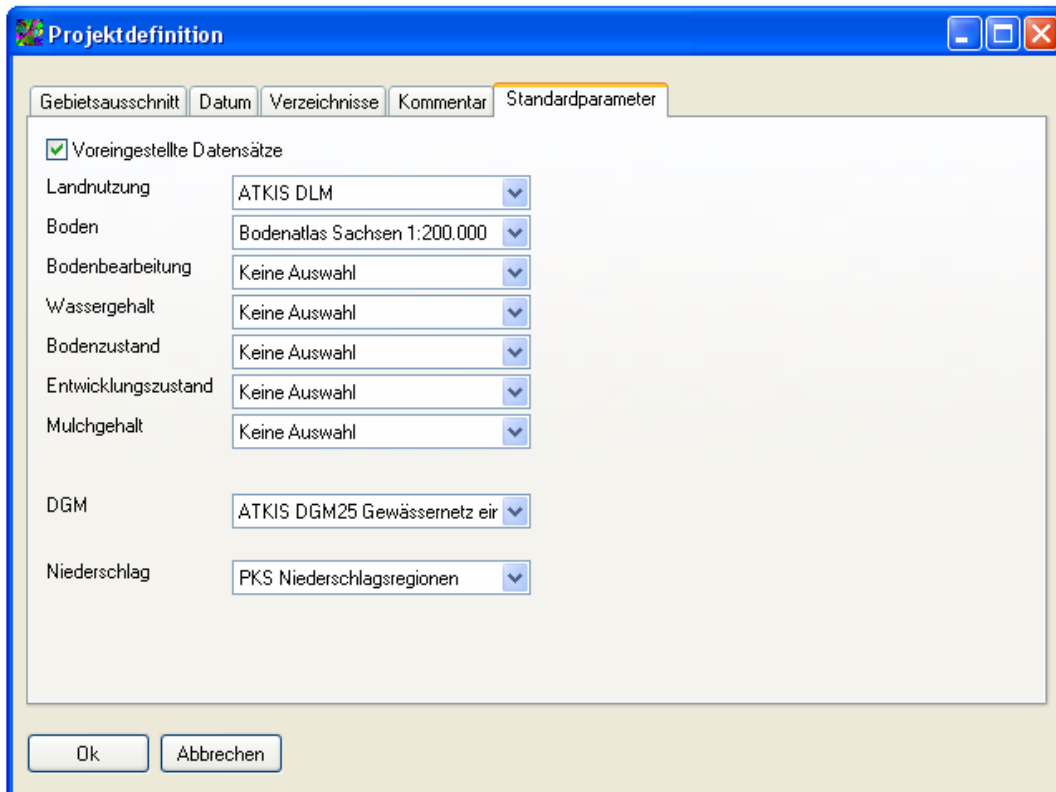 Projektdefinition
Gebietsausschnitt Datum Verzeichnisse Kommentar Standardparameter
Voreingestellte Datensätze
Landnutzung ATKIS DLM
Boden Bodenatlas Sachsen 1:200.000
Bodenbearbeitung Keine Auswahl
Wassergehalt Keine Auswahl
Bodenzustand Keine Auswahl
Entwicklungszustand Keine Auswahl
Mulchgehalt Keine Auswahl
DGM ATKIS DGM25 Gewässernetz eir
Niederschlag PKS Niederschlagsregionen
Ok Abbrechen